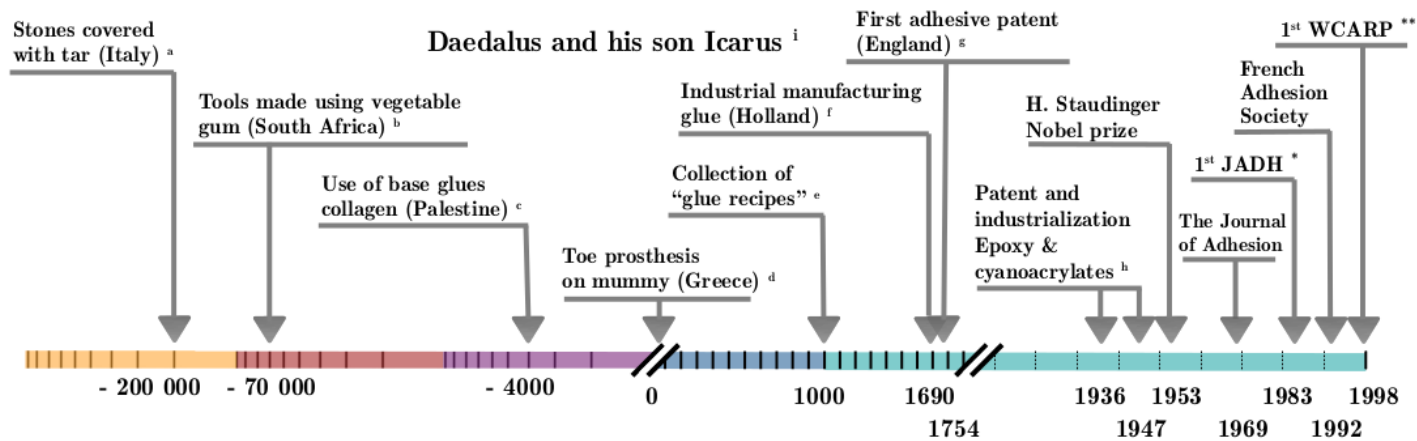 Stones covered
with tar (Italy) a
Daedalus and his son Icarus i
First adhesive patent
(England) g
1st WCARP **
Tools made using vegetable
gum (South Africa) b
Industrial manufacturing
glue (Holland) f
H. Staudinger
Nobel prize
French
Adhesion
Society
Use of base glues
collagen (Palestine) c
Collection of
“glue recipes” e
1st JADH *
Patent and
industrialization
Epoxy &
cyanoacrylates h
The Journal
of Adhesion
Toe prosthesis
on mummy (Greece) d
- 200 000
- 70 000
- 4000
0
1000
1690
1754
1936
1947
1953
1969
1983
1992
1998